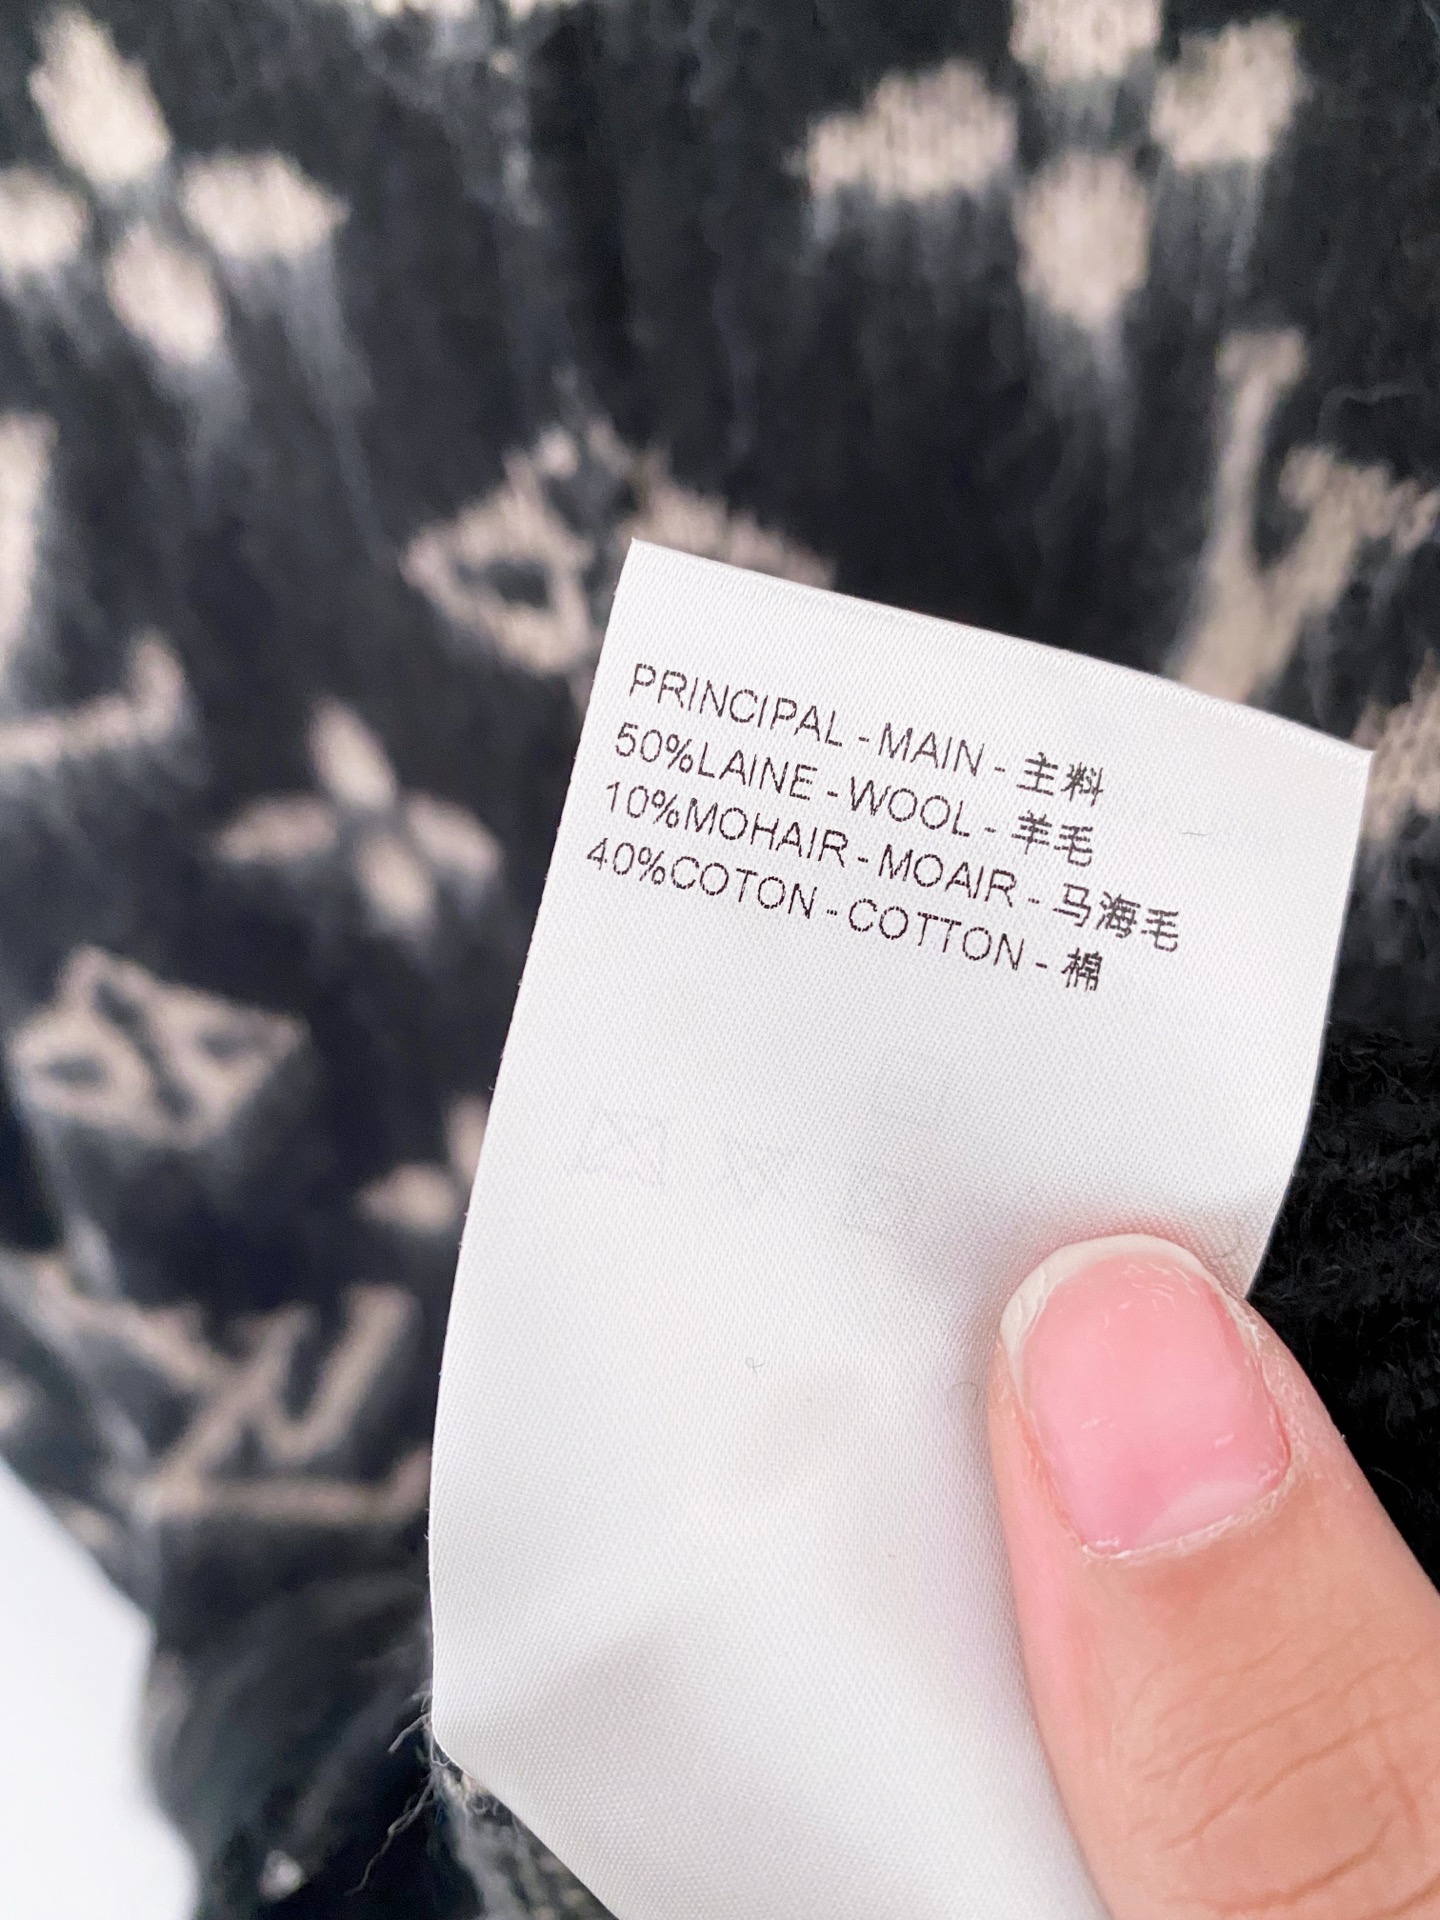 PRINCIPAL - MAIN - 主料
50%LAINE - WOOL - 羊毛
10%MOHAIR - MOAIR - 马海毛
40%COTON - COTTON - 棉